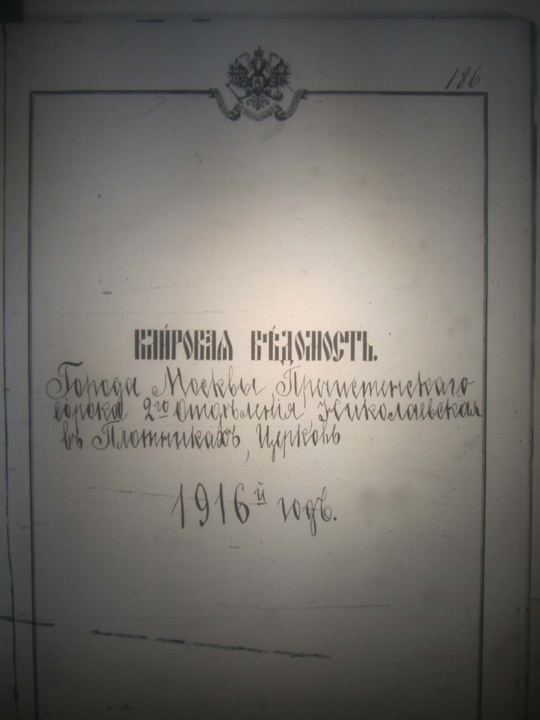 186
КЛИРОВАЯ ВѢДОМОСТЬ.
Города Москвы Пречистенскаго
сорока 2го отдѣленія Николаевская
въ Плотникахъ, Церковь
1916й годъ.